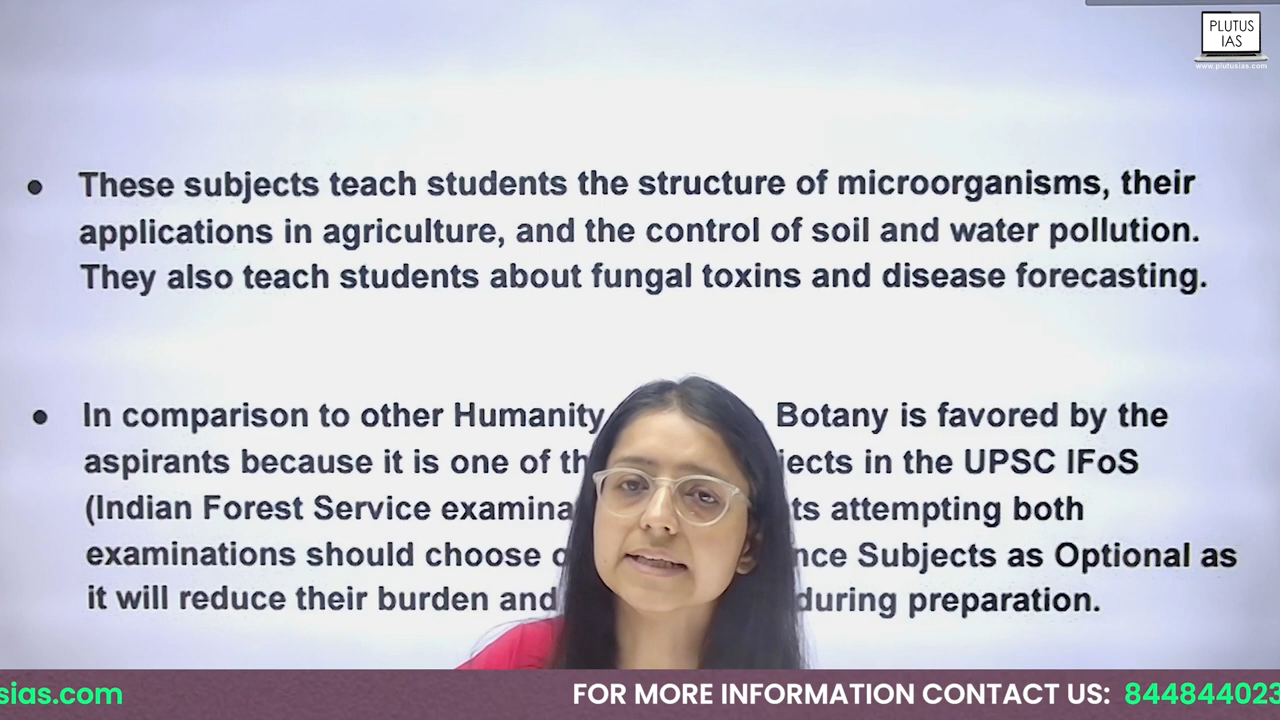 PLUTUS
IAS
www.plutusias.com
• These subjects teach students the structure of microorganisms, their
applications in agriculture, and the control of soil and water pollution.
They also teach students about fungal toxins and disease forecasting.
• In comparison to other Humanity Botany is favored by the
aspirants because it is one of jects in the UPSC IFoS
(Indian Forest Service examina ts attempting both
examinations should choose nce Subjects as Optional as
it will reduce their burden and during preparation.
sias.com FOR MORE INFORMATION CONTACT US: 844844023